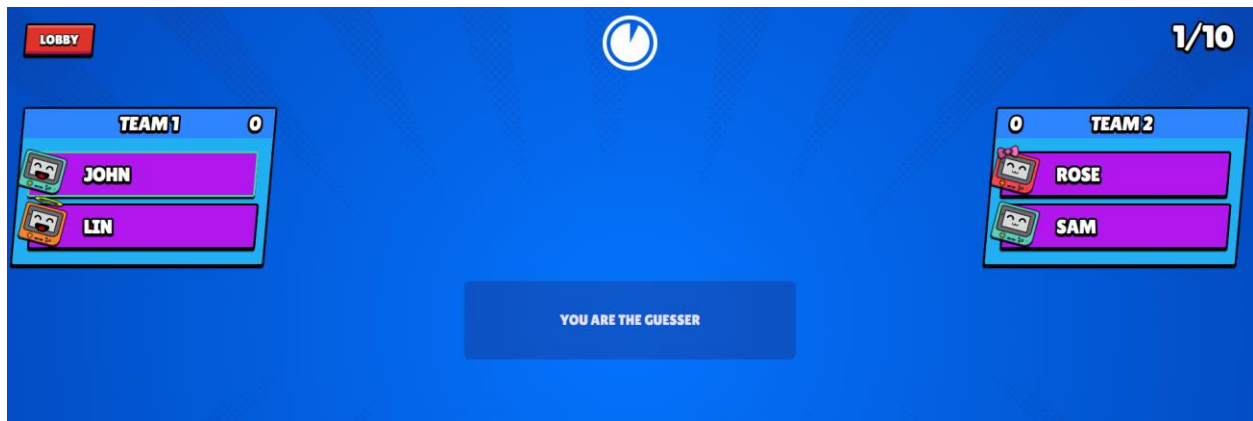 LOBBY
1/10
TEAM 1 0
JOHN
LIN
0 TEAM 2
ROSE
SAM
YOU ARE THE GUESSER